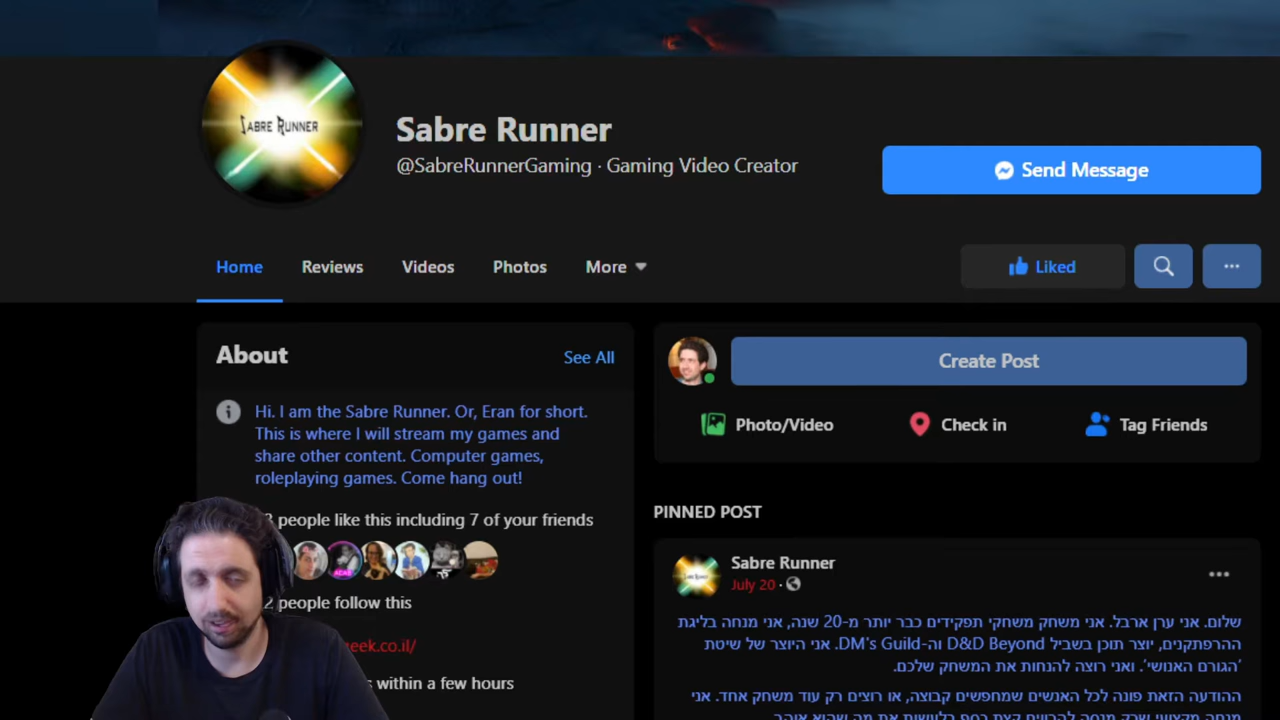 SABRE RUNNER
Sabre Runner
@SabreRunnerGaming · Gaming Video Creator
Send Message
Home
Reviews
Videos
Photos
More
Liked
About
See All
Hi. I am the Sabre Runner. Or, Eran for short.
This is where I will stream my games and
share other content. Computer games,
roleplaying games. Come hang out!
people like this including 7 of your friends
ACAB
people follow this
eek.co.il/
within a few hours
Create Post
Photo/Video
Check in
Tag Friends
PINNED POST
Sabre Runner
July 20 ·
שלום. אני ערן ארבל. אני משחק משחקי תפקידים כבר יותר מ-20 שנה, אני מנחה בליגת
ההרפתקנים, יוצר תוכן בשביל D&D Beyond וה-DM's Guild. אני היוצר של שיטת
'הגורם האנושי'. ואני רוצה להנחות את המשחק שלכם.
ההודעה הזאת פונה לכל האנשים שמחפשים קבוצה, או רוצים רק עוד משחק אחד. אני